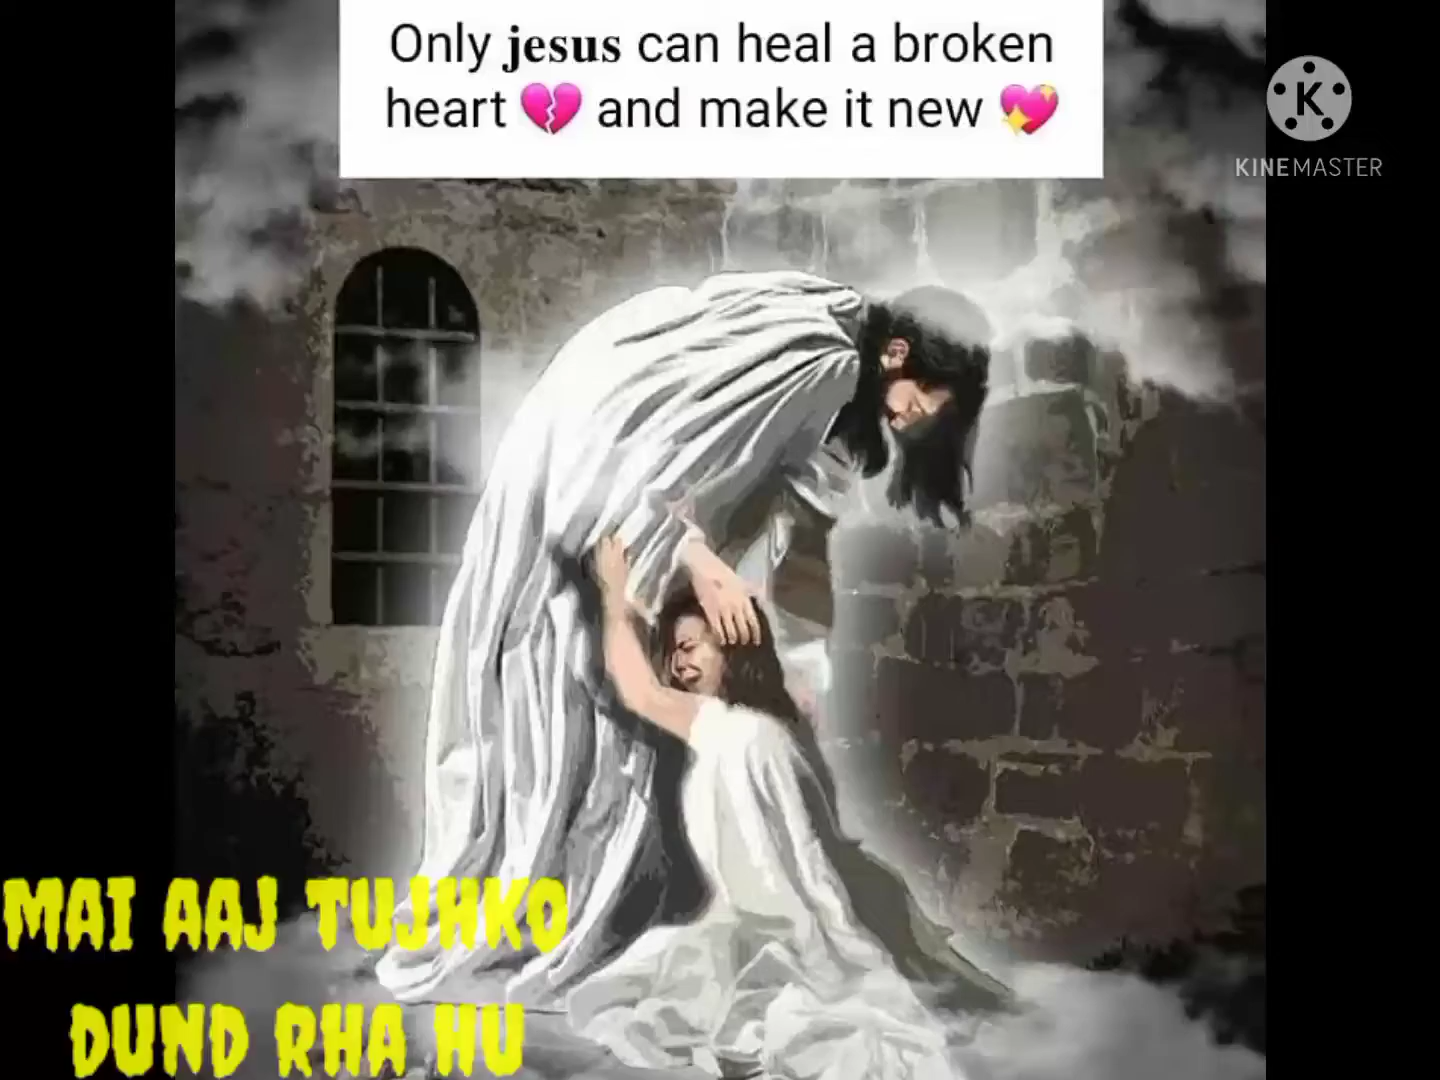 Only jesus can heal a broken
heart 💔 and make it new 💖
K
KINEMASTER
MAI AAJ TUJHKO
DUND RHA HU